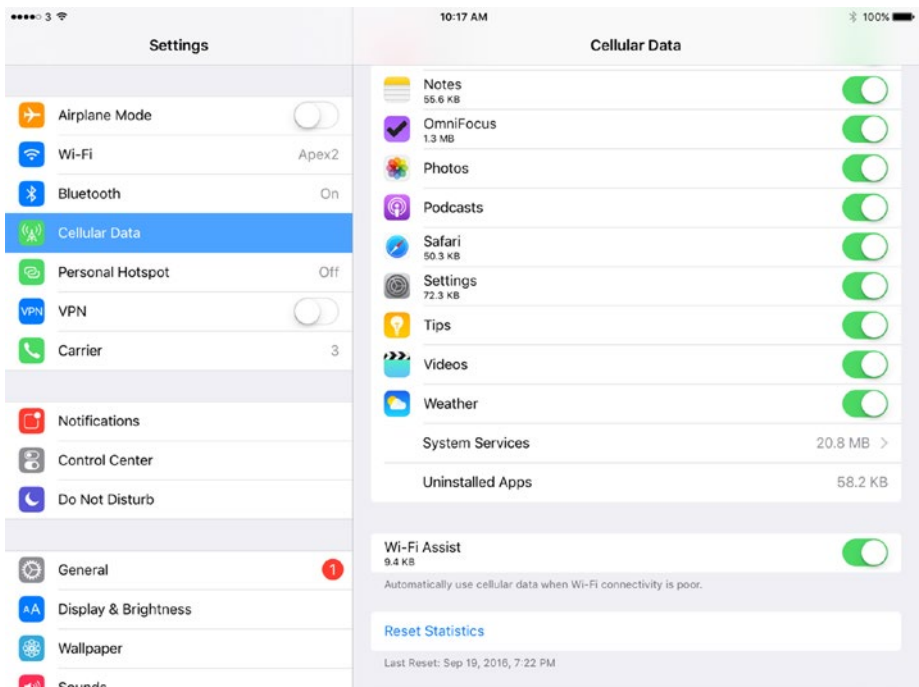 3
10:17 AM
100%
Settings
Airplane Mode
Wi-Fi
Apex2
Bluetooth
On
Cellular Data
Personal Hotspot
Off
VPN
VPN
Carrier
3
Notifications
Control Center
Do Not Disturb
General
1
AA
Display & Brightness
Wallpaper
Sounds
Cellular Data
Notes
55.6 KB
OmniFocus
1.3 MB
Photos
Podcasts
Safari
50.3 KB
Settings
72.3 KB
Tips
Videos
Weather
System Services
20.8 MB
Uninstalled Apps
58.2 KB
Wi-Fi Assist
9.4 KB
Automatically use cellular data when Wi-Fi connectivity is poor.
Reset Statistics
Last Reset: Sep 19, 2016, 7:22 PM